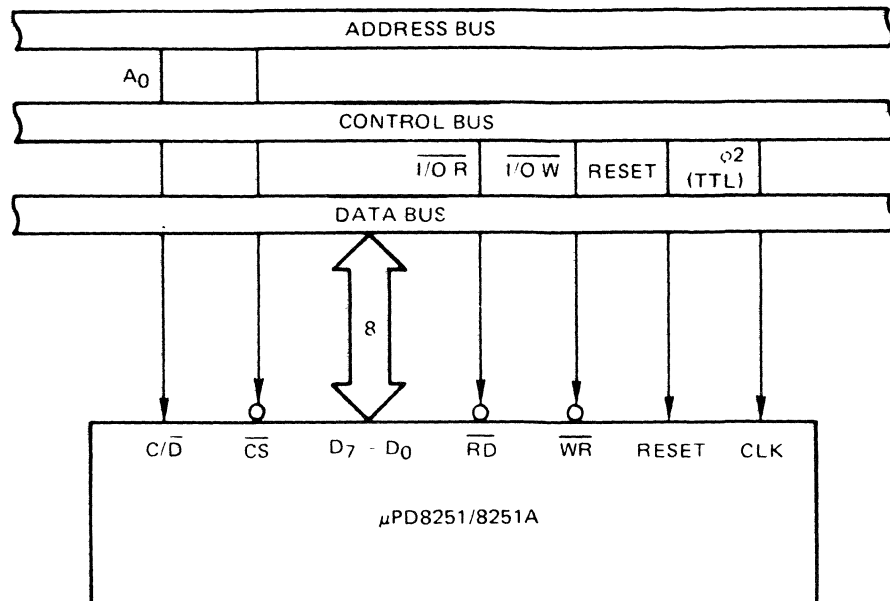 ADDRESS BUS
A0
CONTROL BUS
I/O R I/O W RESET φ2 (TTL)
DATA BUS
8
C/D CS D7 - D0 RD WR RESET CLK
μPD8251/8251A